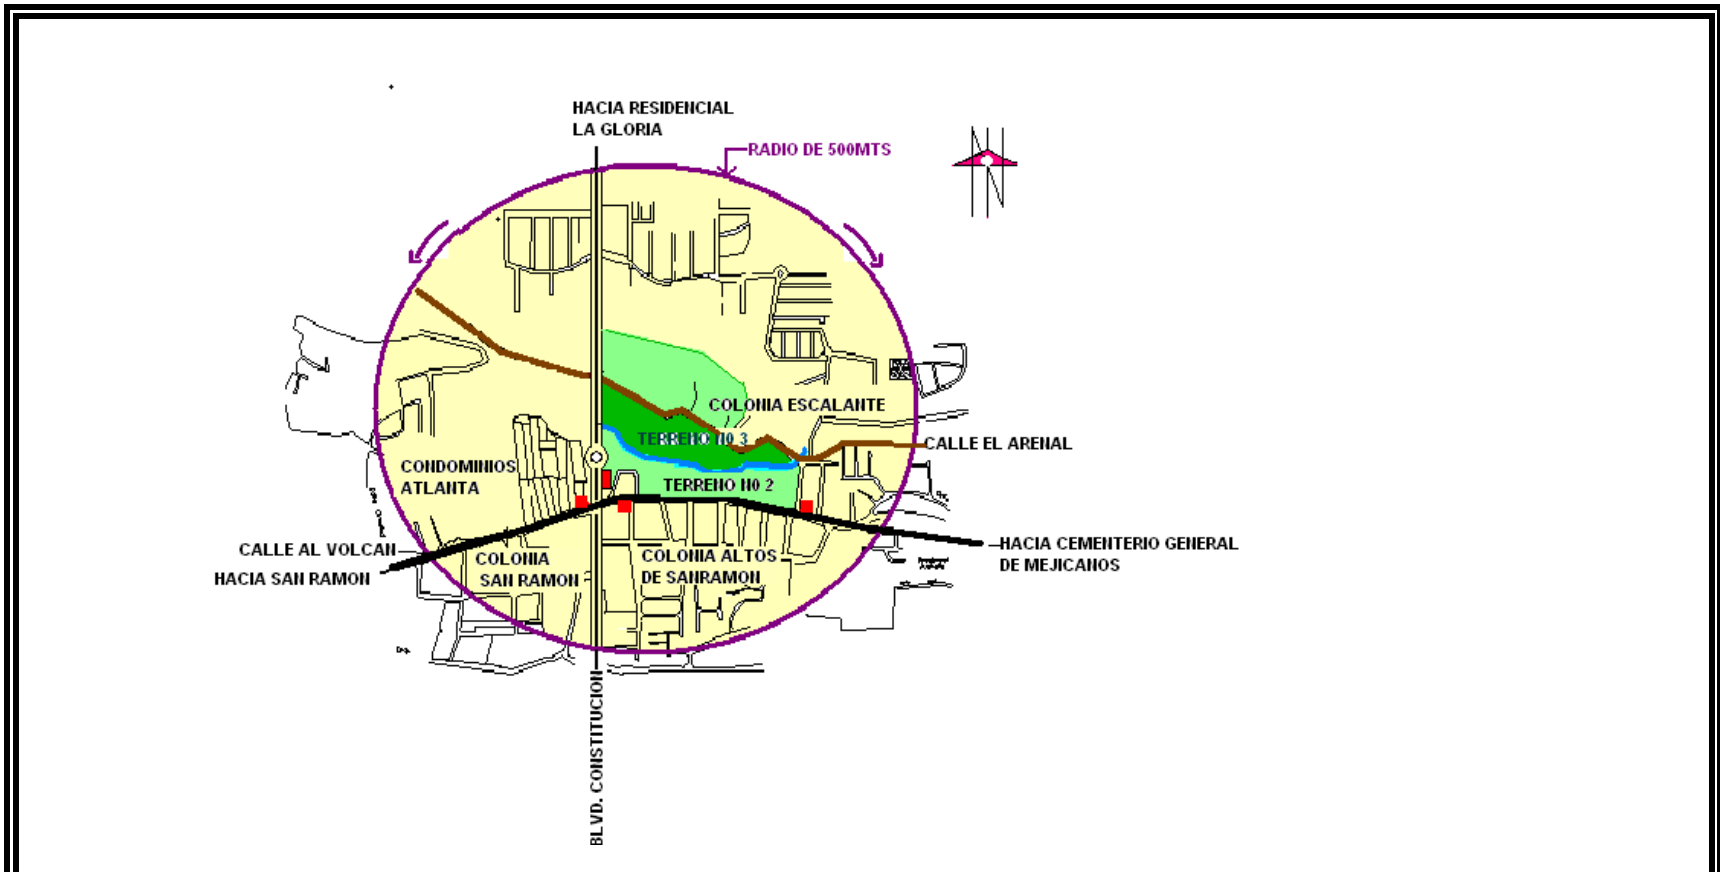 HACIA RESIDENCIAL
LA GLORIA
RADIO DE 500MTS
COLONIA ESCALANTE
TERRENO N0 3
CALLE EL ARENAL
CONDOMINIOS
ATLANTA
TERRENO N0 2
CALLE AL VOLCAN
HACIA SAN RAMON
COLONIA
SAN RAMON
COLONIA ALTOS
DE SANRAMON
HACIA CEMENTERIO GENERAL
DE MEJICANOS
BLVD. CONSTITUCION